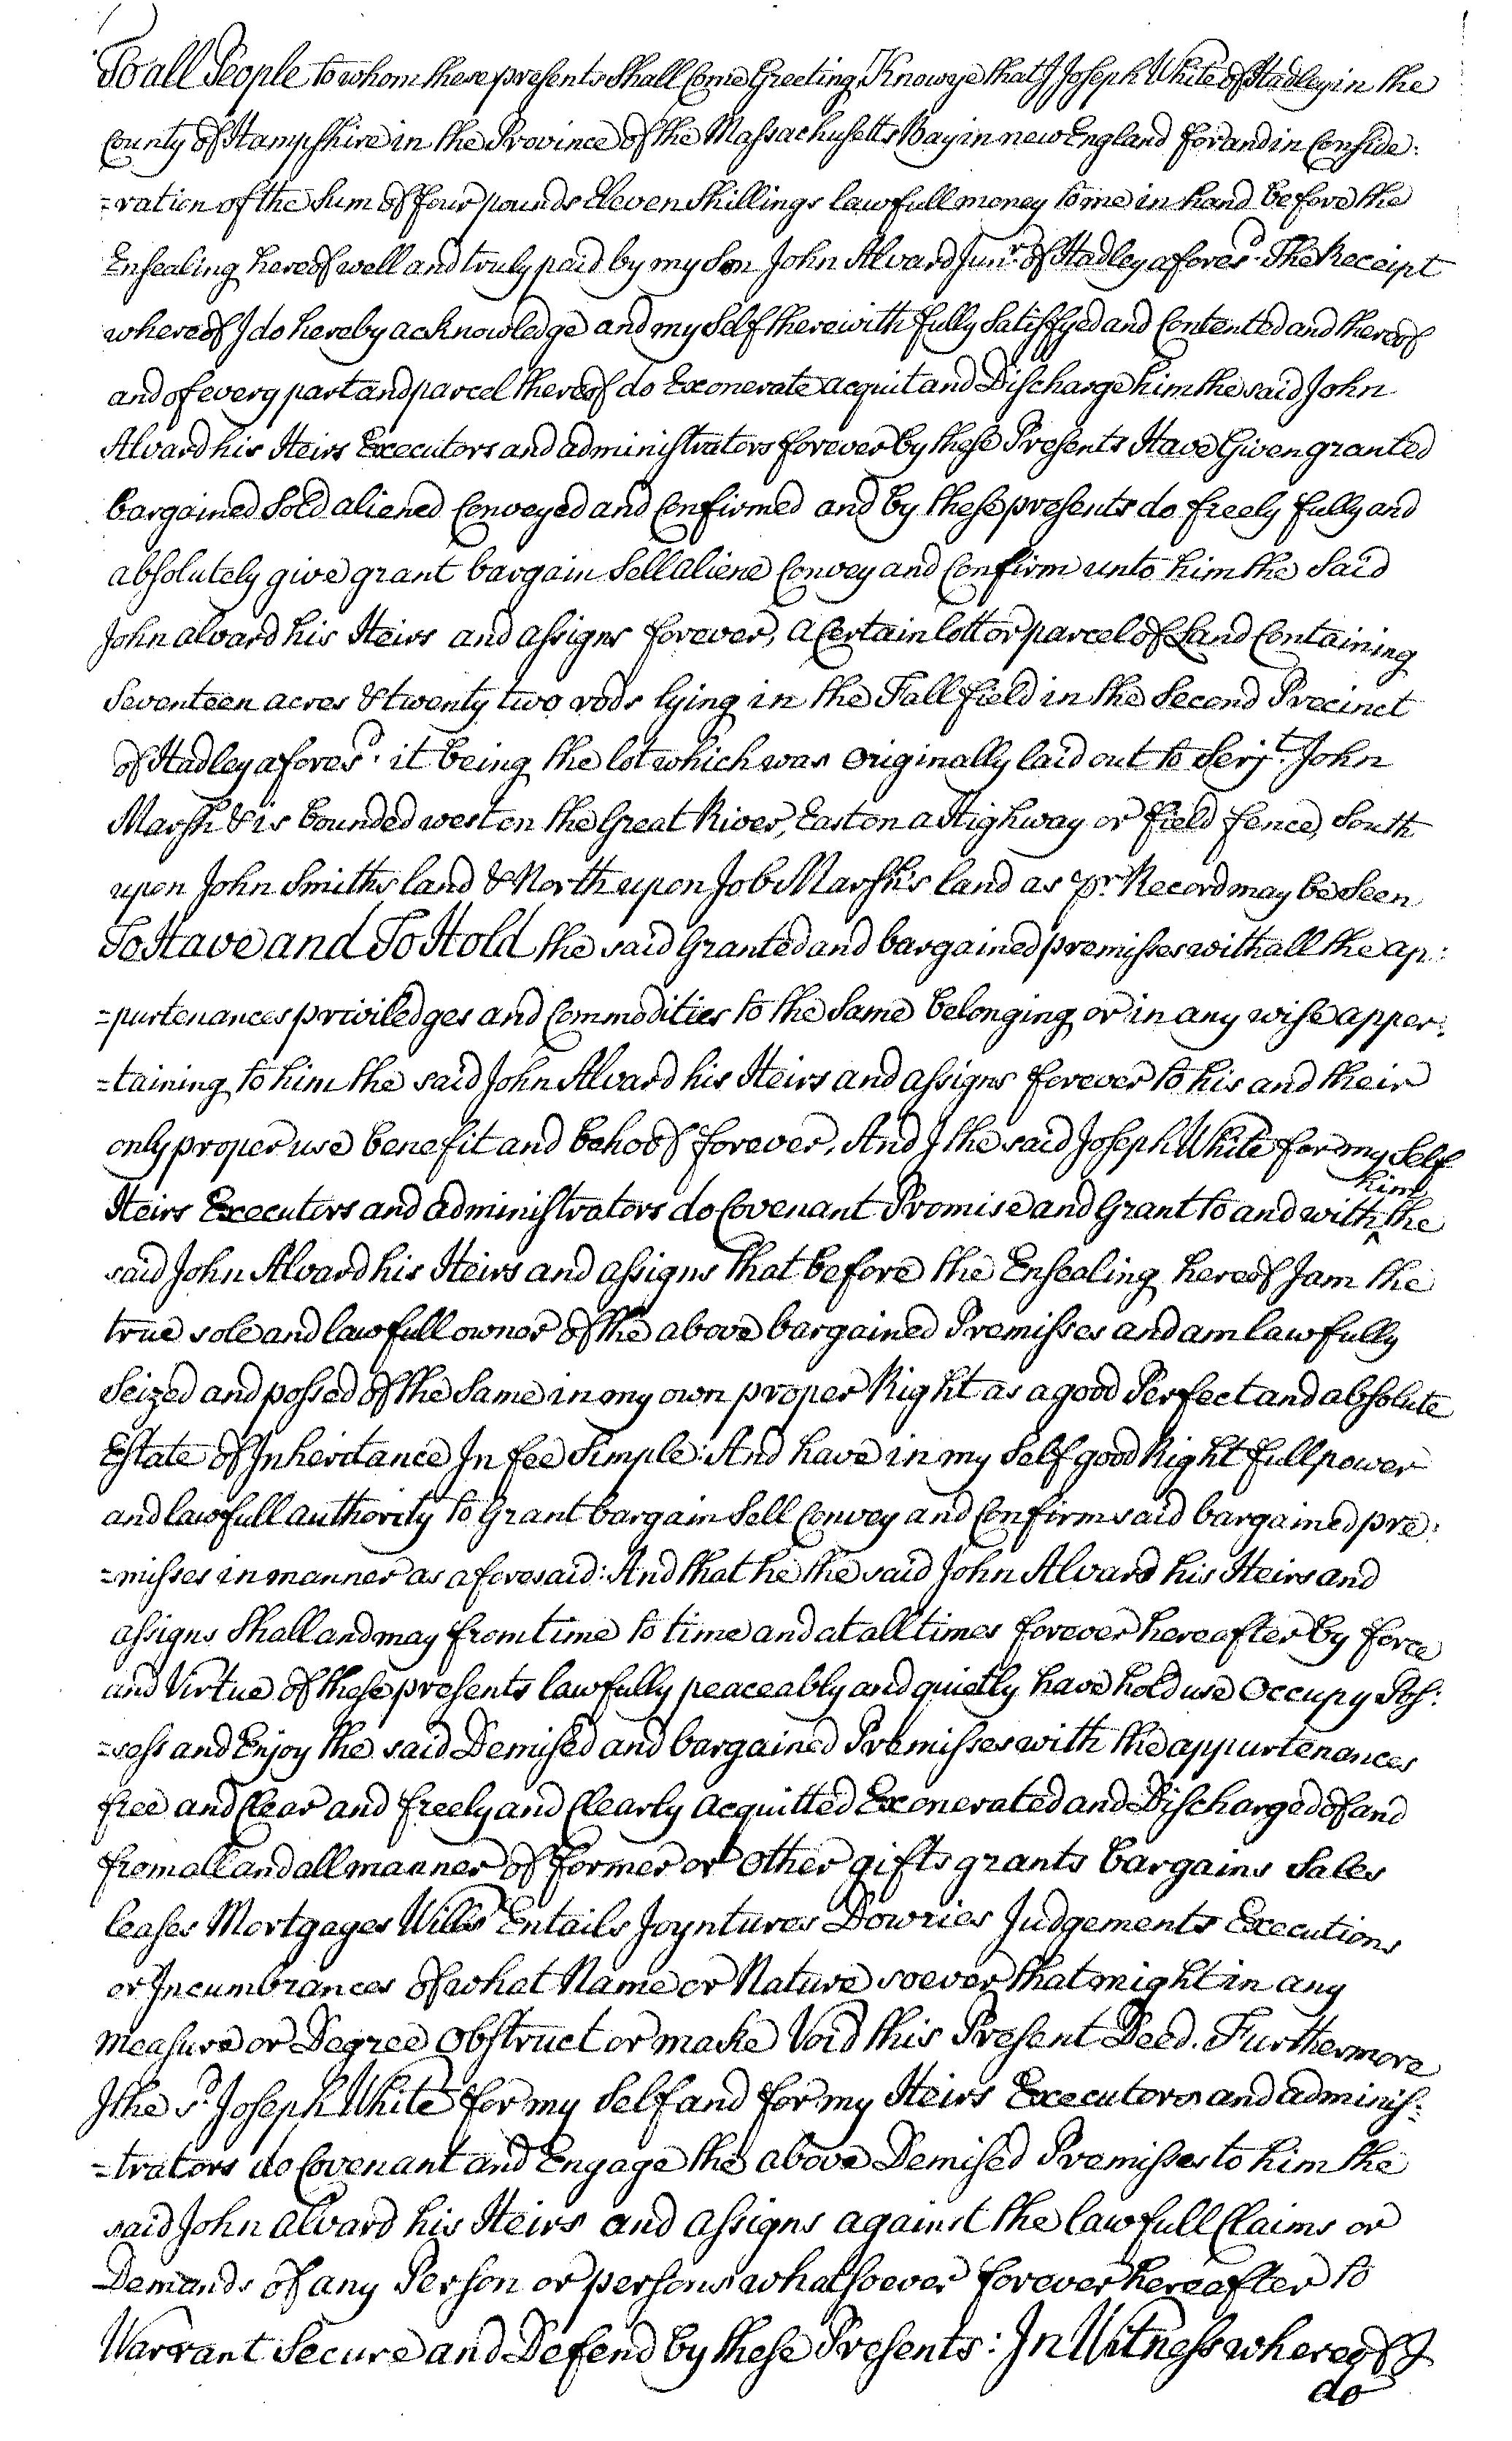 To all People to whom these presents Shall Come Greeting, Know ye that I Joseph White of Hadley in the
County of Hampshire in the Province of the Massachusetts Bay in new England for and in Conside:
=ration of the Sum of four pounds Eleven Shillings lawfull money to me in hand before the
Ensealing hereof well and truly paid by my Son John Alvard Junr. of Hadley afores.d The Receipt
whereof I do hereby acknowledge and my Self therewith fully Satisfyed and Contented and thereof
and of every part and parcel thereof do Exonerate acquit and Discharge him the said John
Alvard his Heirs Executors and administrators forever by these Presents Have Given granted
bargained Sold aliened Conveyed and Confirmed and by these presents do freely fully and
absolutely give grant bargain Sell aliene Convey and Confirm unto him the Said
John alvard his Heirs and assigns forever, a Certain lott or parcel of Land Containing
Seventeen acres & twenty two rods lying in the Fall field in the Second Precinct
of Hadley afores.d it being the lot which was originally laid out to Serj.t John
Marsh & is bounded west on the Great River, East on a Highway or field fence, South
upon John Smiths land & North upon Job Marsh's land as pr. Record may be Seen
To Have and To Hold the said Granted and bargained premisses with all the ap:
=purtenances priviledges and Commodities to the Same belonging or in any wise apper:
=taining to him the said John Alvard his Heirs and assigns forever to his and their
only proper use benefit and behoof forever. And I the said Joseph White for my Self
Heirs Executors and administrators do Covenant Promise and Grant to and with ^him the
said John Alvard his Heirs and assigns that before the Ensealing hereof I am the
true sole and lawfull owner of the above bargained Premisses and am lawfully
Seized and possed of the Same in my own proper Right as a good Perfect and absolute
Estate of Inheritance In fee Simple: And have in my Self good Right full power
and lawfull authority to Grant bargain Sell Convey and Confirm said bargained pre:
=misses in manner as aforesaid: And that he the said John Alvard his Heirs and
assigns Shall and may from time to time and at all times forever hereafter by force
and Virtue of these presents lawfully peaceably and quietly have hold use Occupy Pos:
=sess and Enjoy the said Demised and bargained Premisses with the appurtenances
free and Clear and freely and Clearly acquitted Exonerated and Discharged of and
from all and all manner of former or other gifts grants bargains Sales
leases Mortgages Wills Entails Joyntures Dowries Judgements Executions
or Incumbrances of what Name or Nature soever that might in any
measure or Degree obstruct or make Void this Present Deed. Furthermore
I the s.d Joseph White for my Self and for my Heirs Executors and adminis:
=trators do Covenant and Engage the above Demised Premisses to him the
said John alvard his Heirs and assigns against the lawfull Claims or
Demands of any Person or persons whatsoever forever hereafter to
Warrant Secure and Defend by these Presents: In Witness whereof I
do